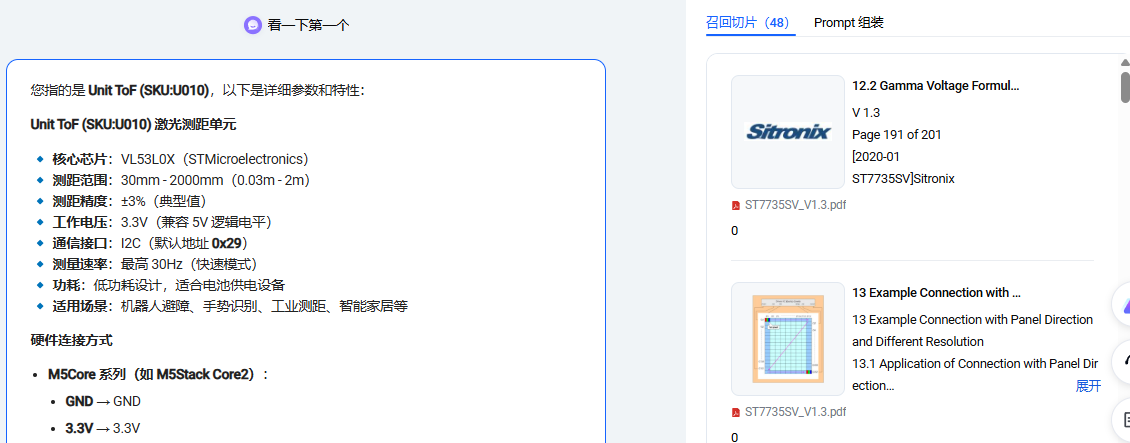 看一下第一个
您指的是 Unit ToF (SKU:U010)，以下是详细参数和特性：
Unit ToF (SKU:U010) 激光测距单元
核心芯片：VL53L0X（STMicroelectronics）
测距范围：30mm - 2000mm（0.03m - 2m）
测距精度：±3%（典型值）
工作电压：3.3V（兼容 5V 逻辑电平）
通信接口：I2C（默认地址 0x29）
测量速率：最高 30Hz（快速模式）
功耗：低功耗设计，适合电池供电设备
适用场景：机器人避障、手势识别、工业测距、智能家居等
硬件连接方式
M5Core 系列（如 M5Stack Core2）：
GND → GND
3.3V → 3.3V
召回切片（48） Prompt 组装
Sitronix
12.2 Gamma Voltage Formul...
V 1.3
Page 191 of 201
[2020-01
ST7735SV]Sitronix
ST7735SV_V1.3.pdf
0
13 Example Connection with ...
13 Example Connection with Panel Direction
and Different Resolution
13.1 Application of Connection with Panel Dir
ection... 展开
ST7735SV_V1.3.pdf
0